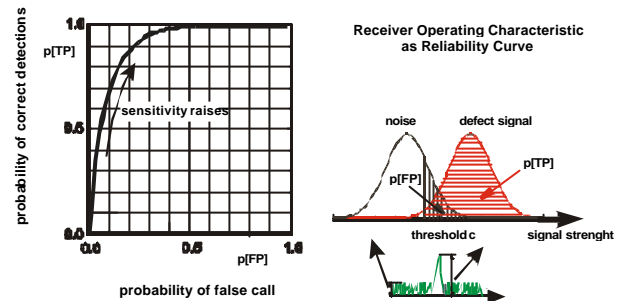 probability of correct detections
1.0
p[TP]
sensitivity raises
0.5
0.0
0.0
0.5
1.0
p[FP]
probability of false call
Receiver Operating Characteristic
as Reliability Curve
noise
defect signal
p[TP]
p[FP]
threshold c
signal strenght